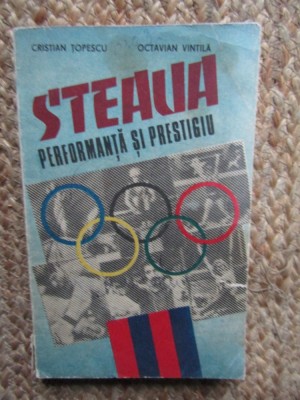 CRISTIAN ȚOPESCU OCTAVIAN VINTILĂ
STEAUA
PERFORMANȚĂ ȘI PRESTIGIU